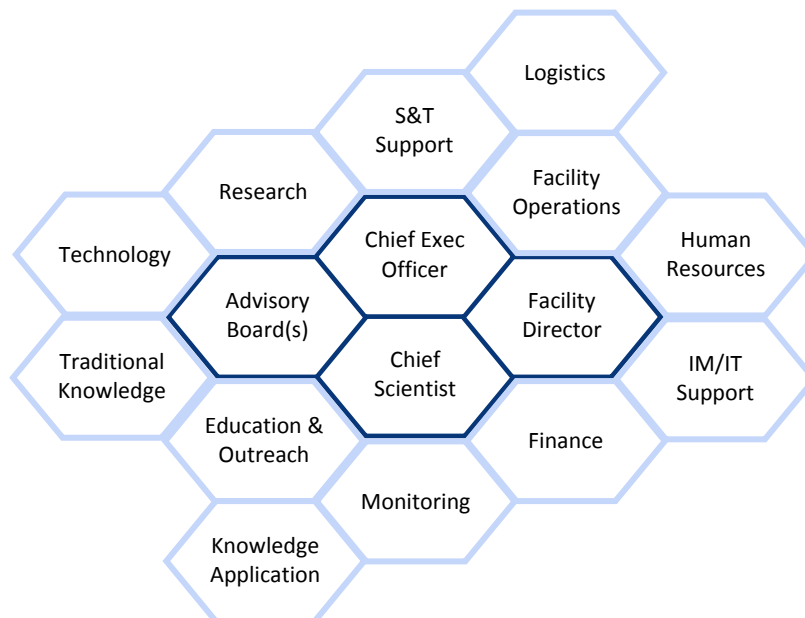 Logistics
S&T
Support
Research
Facility
Operations
Technology
Chief Exec
Officer
Human
Resources
Advisory
Board(s)
Facility
Director
Traditional
Knowledge
Chief
Scientist
IM/IT
Support
Education &
Outreach
Finance
Monitoring
Knowledge
Application